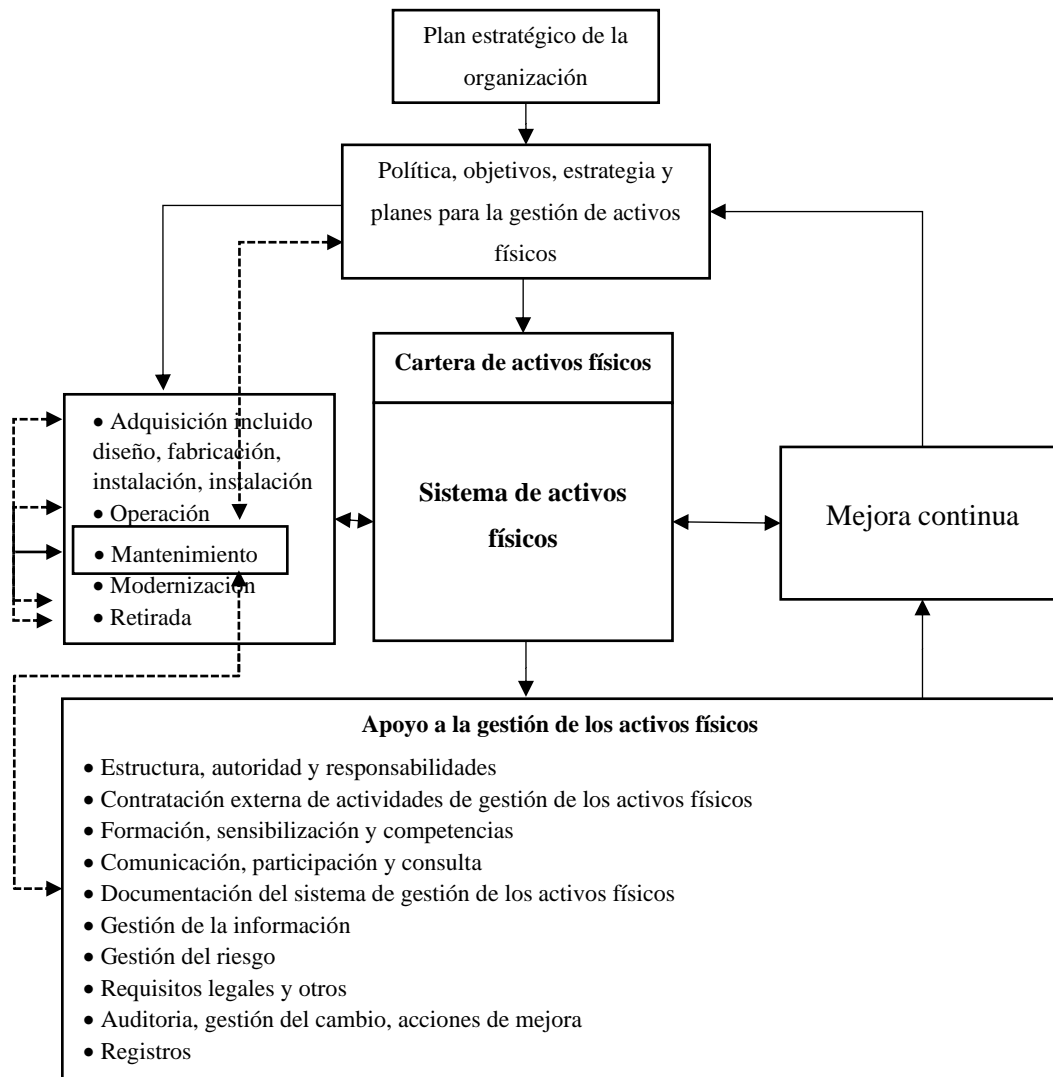 Plan estratégico de la
organización
Política, objetivos, estrategia y
planes para la gestión de activos
físicos
Cartera de activos físicos
• Adquisición incluido
diseño, fabricación,
instalación, instalación
• Operación
• Mantenimiento
• Modernización
• Retirada
Sistema de activos
físicos
Mejora continua
Apoyo a la gestión de los activos físicos
• Estructura, autoridad y responsabilidades
• Contratación externa de actividades de gestión de los activos físicos
• Formación, sensibilización y competencias
• Comunicación, participación y consulta
• Documentación del sistema de gestión de los activos físicos
• Gestión de la información
• Gestión del riesgo
• Requisitos legales y otros
• Auditoria, gestión del cambio, acciones de mejora
• Registros